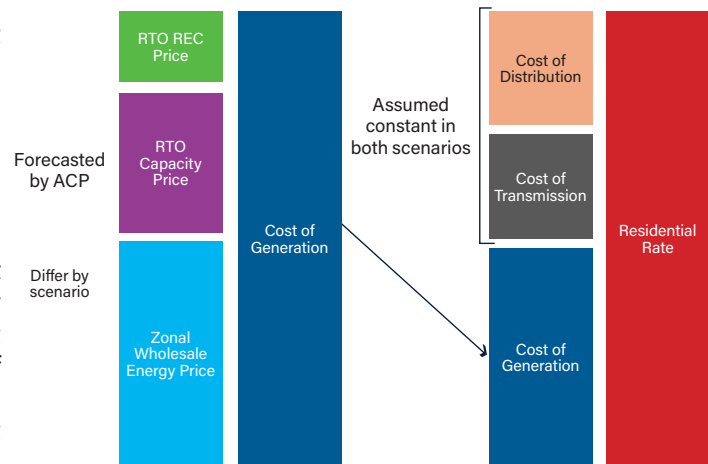 RTO REC
Price
Forecasted
by ACP
RTO
Capacity
Price
Differ by
scenario
Zonal
Wholesale
Energy Price
Cost of
Generation
Assumed
constant in
both scenarios
Cost of
Distribution
Cost of
Transmission
Cost of
Generation
Residential
Rate